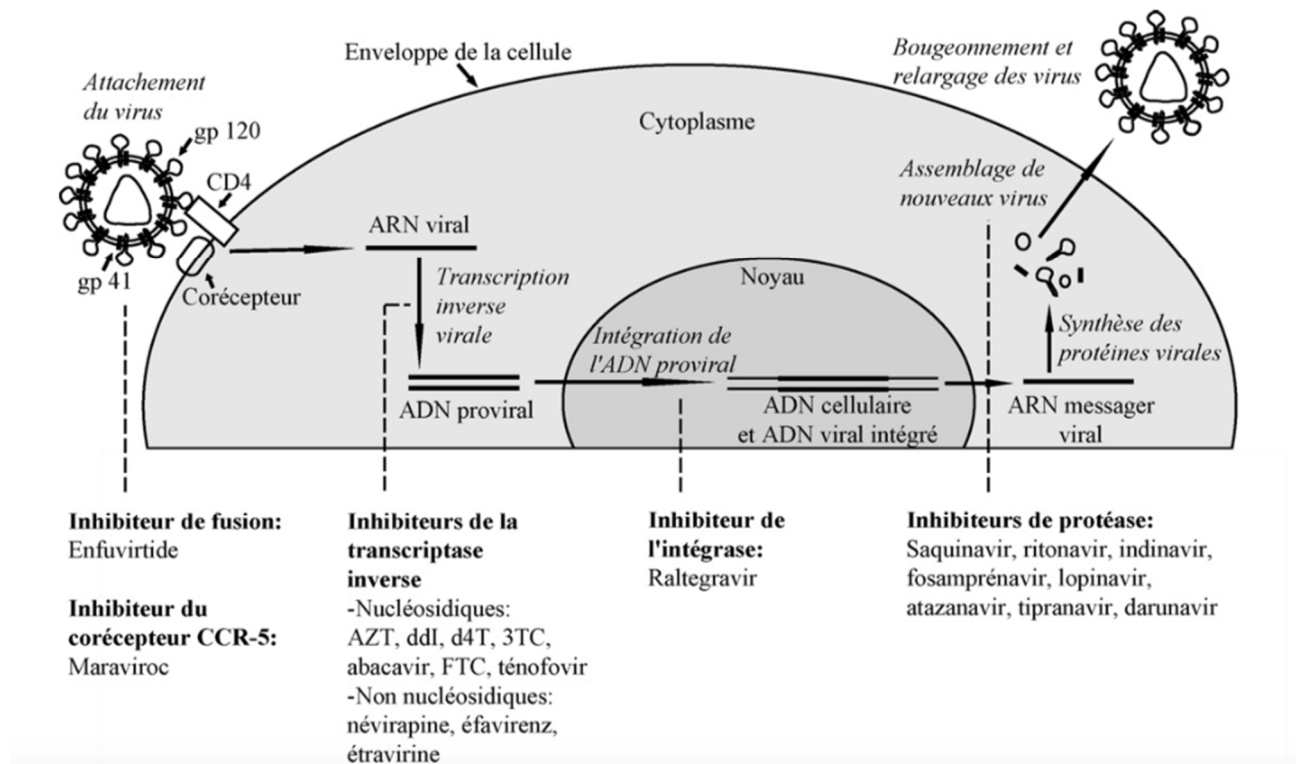 Enveloppe de la cellule
Bougeonnement et
relargage des virus
Attachement
du virus
gp 120
Cytoplasme
CD4
Assemblage de
nouveaux virus
ARN viral
gp 41
Corécepteur
Transcription
inverse
virale
Noyau
Intégration de
l'ADN proviral
Synthèse des
protéines virales
ADN proviral
ADN cellulaire
et ADN viral intégré
ARN messager
viral
Inhibiteur de fusion:
Enfuvirtide
Inhibiteur du
corécepteur CCR-5:
Maraviroc
Inhibiteurs de la
transcriptase
inverse
-Nucléosidiques:
AZT, ddI, d4T, 3TC,
abacavir, FTC, ténofovir
-Non nucléosidiques:
névirapine, éfavirenz,
étravirine
Inhibiteur de
l'intégrase:
Raltegravir
Inhibiteurs de protéase:
Saquinavir, ritonavir, indinavir,
fosamprénavir, lopinavir,
atazanavir, tipranavir, darunavir